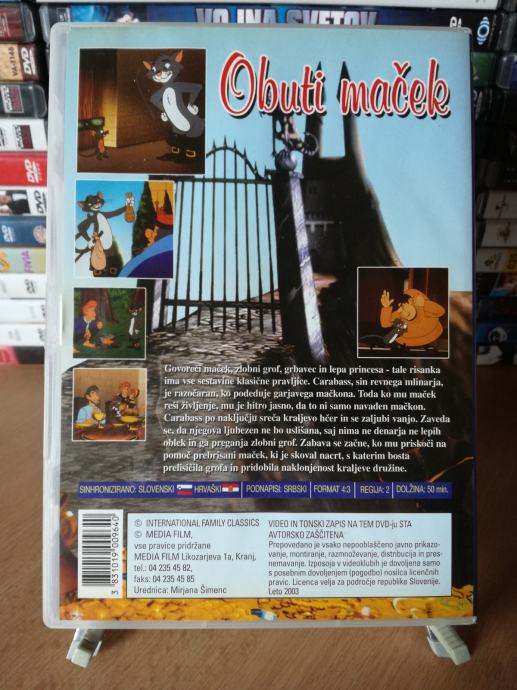 VOJNA SVETOV
Obuti maček
Govoreči maček, zlobni grof, grbavec in lepa princesa - tale risanka
ima vse sestavine klasične pravljice. Carabass, sin revnega mlinarja,
je razočaran, ko podeduje garjavega mačkona. Toda ko mu maček
reši življenje, mu je hitro jasno, da to ni samo navaden mačkon.
Carabass po naključju sreča kraljevo hčer in se zaljubi vanjo. Zaveda
se, da njegova ljubezen ne bo uslišana, saj nima ne denarja ne lepih
oblek in ga preganja zlobni grof. Zabava se začne, ko mu priskoči na
pomoč prebrisani maček, ki je skoval načrt, s katerim bosta
prelisičila grofa in pridobila naklonjenost kraljeve družine.
SINHRONIZIRANO: SLOVENSKI HRVAŠKI PODNAPISI: SRBSKI FORMAT 4:3 REGIJA: 2 DOLŽINA: 50 min.
© INTERNATIONAL FAMILY CLASSICS
© MEDIA FILM,
vse pravice pridržane
MEDIA FILM Likozarjeva 1a, Kranj,
tel.: 04 235 45 82,
faks: 04 235 45 85
Urednica: Mirjana Šimenc
VIDEO IN TONSKI ZAPIS NA TEM DVD-ju STA
AVTORSKO ZAŠČITENA
Prepovedano je vsako nepooblaščeno javno prikazo-
vanje, montiranje, razmnoževanje, distribucija in pres-
nemavanje. Izposoja v videoklubih je dovoljena samo
s posebnim dovoljenjem (pogodbo) nosilca licenčnih
pravic. Licenca velja za področje republike Slovenije.
Leto 2003
3 831019 009640